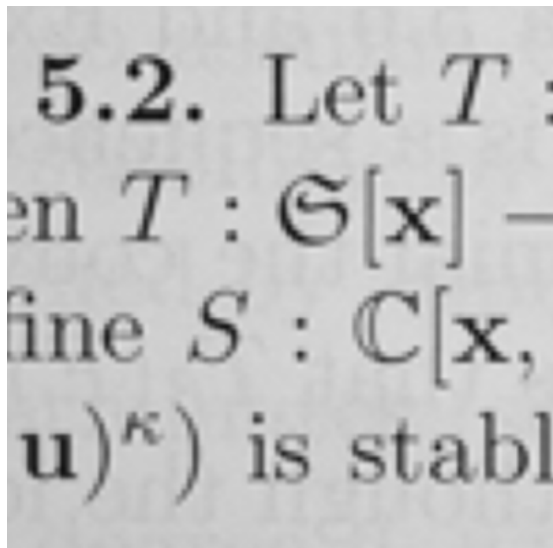 5.2. Let T :
en T : 𝔖[𝐱] –
fine S : ℂ[𝐱,
𝐮)^κ) is stabl